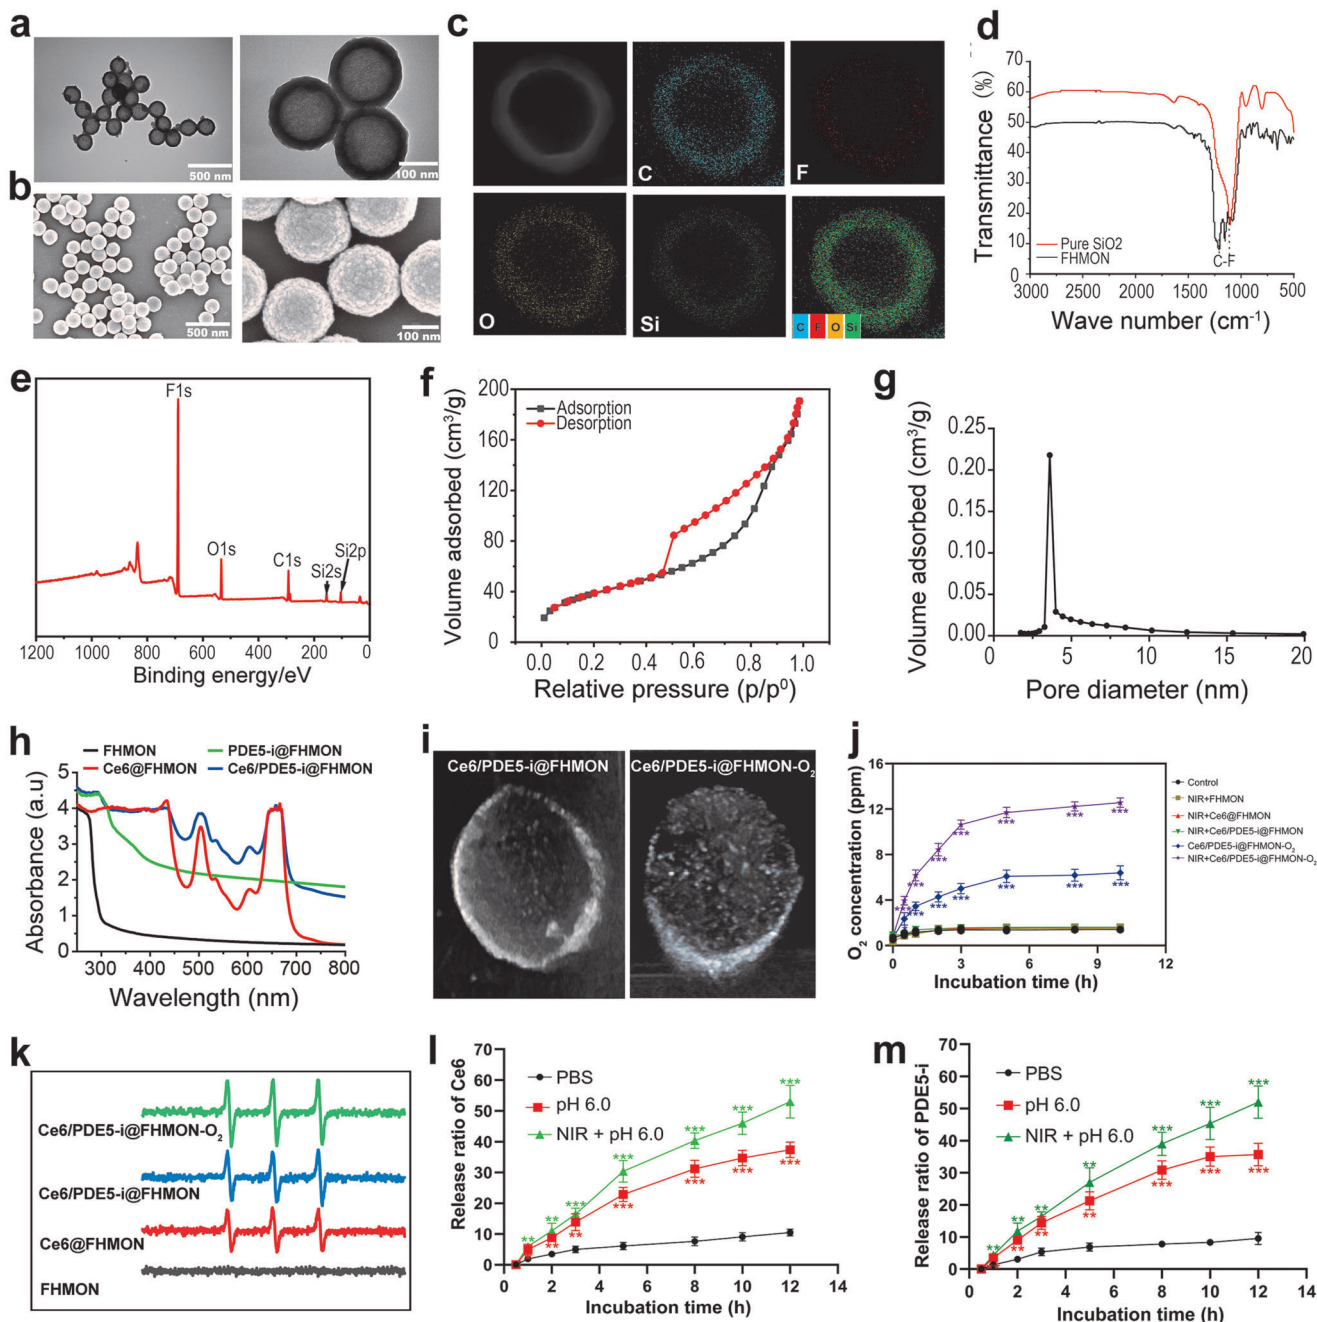 a
500 nm
100 nm
b
500 nm
100 nm
c
C
F
O
Si
C F O Si
d
Transmittance (%)
70
60
50
40
30
20
10
0
Pure SiO2
FHMON
C-F
3000 2500 2000 1500 1000 500
Wave number (cm⁻¹)
e
F1s
O1s
C1s
Si2s
Si2p
1200 1000 800 600 400 200 0
Binding energy/eV
f
Volume adsorbed (cm³/g)
200
160
120
80
40
0
Adsorption
Desorption
0.0 0.2 0.4 0.6 0.8 1.0
Relative pressure (p/p⁰)
g
Volume adsorbed (cm³/g)
0.25
0.20
0.15
0.10
0.05
0.00
0 5 10 15 20
Pore diameter (nm)
h
FHMON
PDE5-i@FHMON
Ce6@FHMON
Ce6/PDE5-i@FHMON
Absorbance (a.u)
5
4
3
2
1
0
300 400 500 600 700 800
Wavelength (nm)
i
Ce6/PDE5-i@FHMON
Ce6/PDE5-i@FHMON-O₂
j
O₂ concentration (ppm)
16
12
8
4
0
*** *** *** *** *** *** ***
*** *** *** *** *** ***
0 3 6 9 12
Incubation time (h)
Control
NIR+FHMON
NIR+Ce6@FHMON
NIR+Ce6/PDE5-i@FHMON
Ce6/PDE5-i@FHMON-O₂
NIR+Ce6/PDE5-i@FHMON-O₂
k
Ce6/PDE5-i@FHMON-O₂
Ce6/PDE5-i@FHMON
Ce6@FHMON
FHMON
l
Release ratio of Ce6
70
60
50
40
30
20
10
0
PBS
pH 6.0
NIR + pH 6.0
** ** *** *** *** *** ***
** ** *** *** *** ***
0 2 4 6 8 10 12 14
Incubation time (h)
m
Release ratio of PDE5-i
70
60
50
40
30
20
10
0
PBS
pH 6.0
NIR + pH 6.0
** ** ** ** *** *** ***
** ** ** *** *** ***
0 2 4 6 8 10 12 14
Incubation time (h)